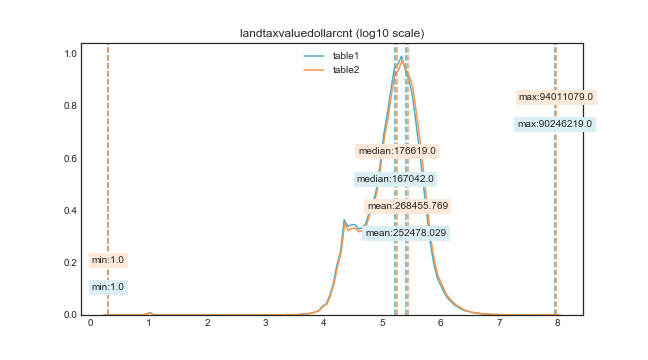 landtaxvaluedollarcnt (log10 scale)
table1
table2
1.0
0.8
0.6
0.4
0.2
0.0
max:94011079.0
max:90246219.0
median:176619.0
median:167042.0
mean:268455.769
mean:252478.029
min:1.0
min:1.0
0 1 2 3 4 5 6 7 8